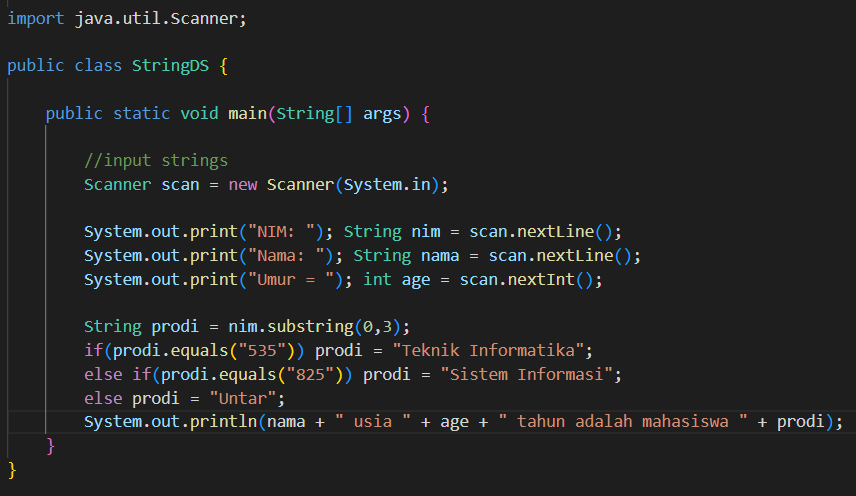 import java.util.Scanner;
public class StringDS {
public static void main(String[] args) {
//input strings
Scanner scan = new Scanner(System.in);
System.out.print("NIM: "); String nim = scan.nextLine();
System.out.print("Nama: "); String nama = scan.nextLine();
System.out.print("Umur = "); int age = scan.nextInt();
String prodi = nim.substring(0,3);
if(prodi.equals("535")) prodi = "Teknik Informatika";
else if(prodi.equals("825")) prodi = "Sistem Informasi";
else prodi = "Untar";
System.out.println(nama + " usia " + age + " tahun adalah mahasiswa " + prodi);
}
}